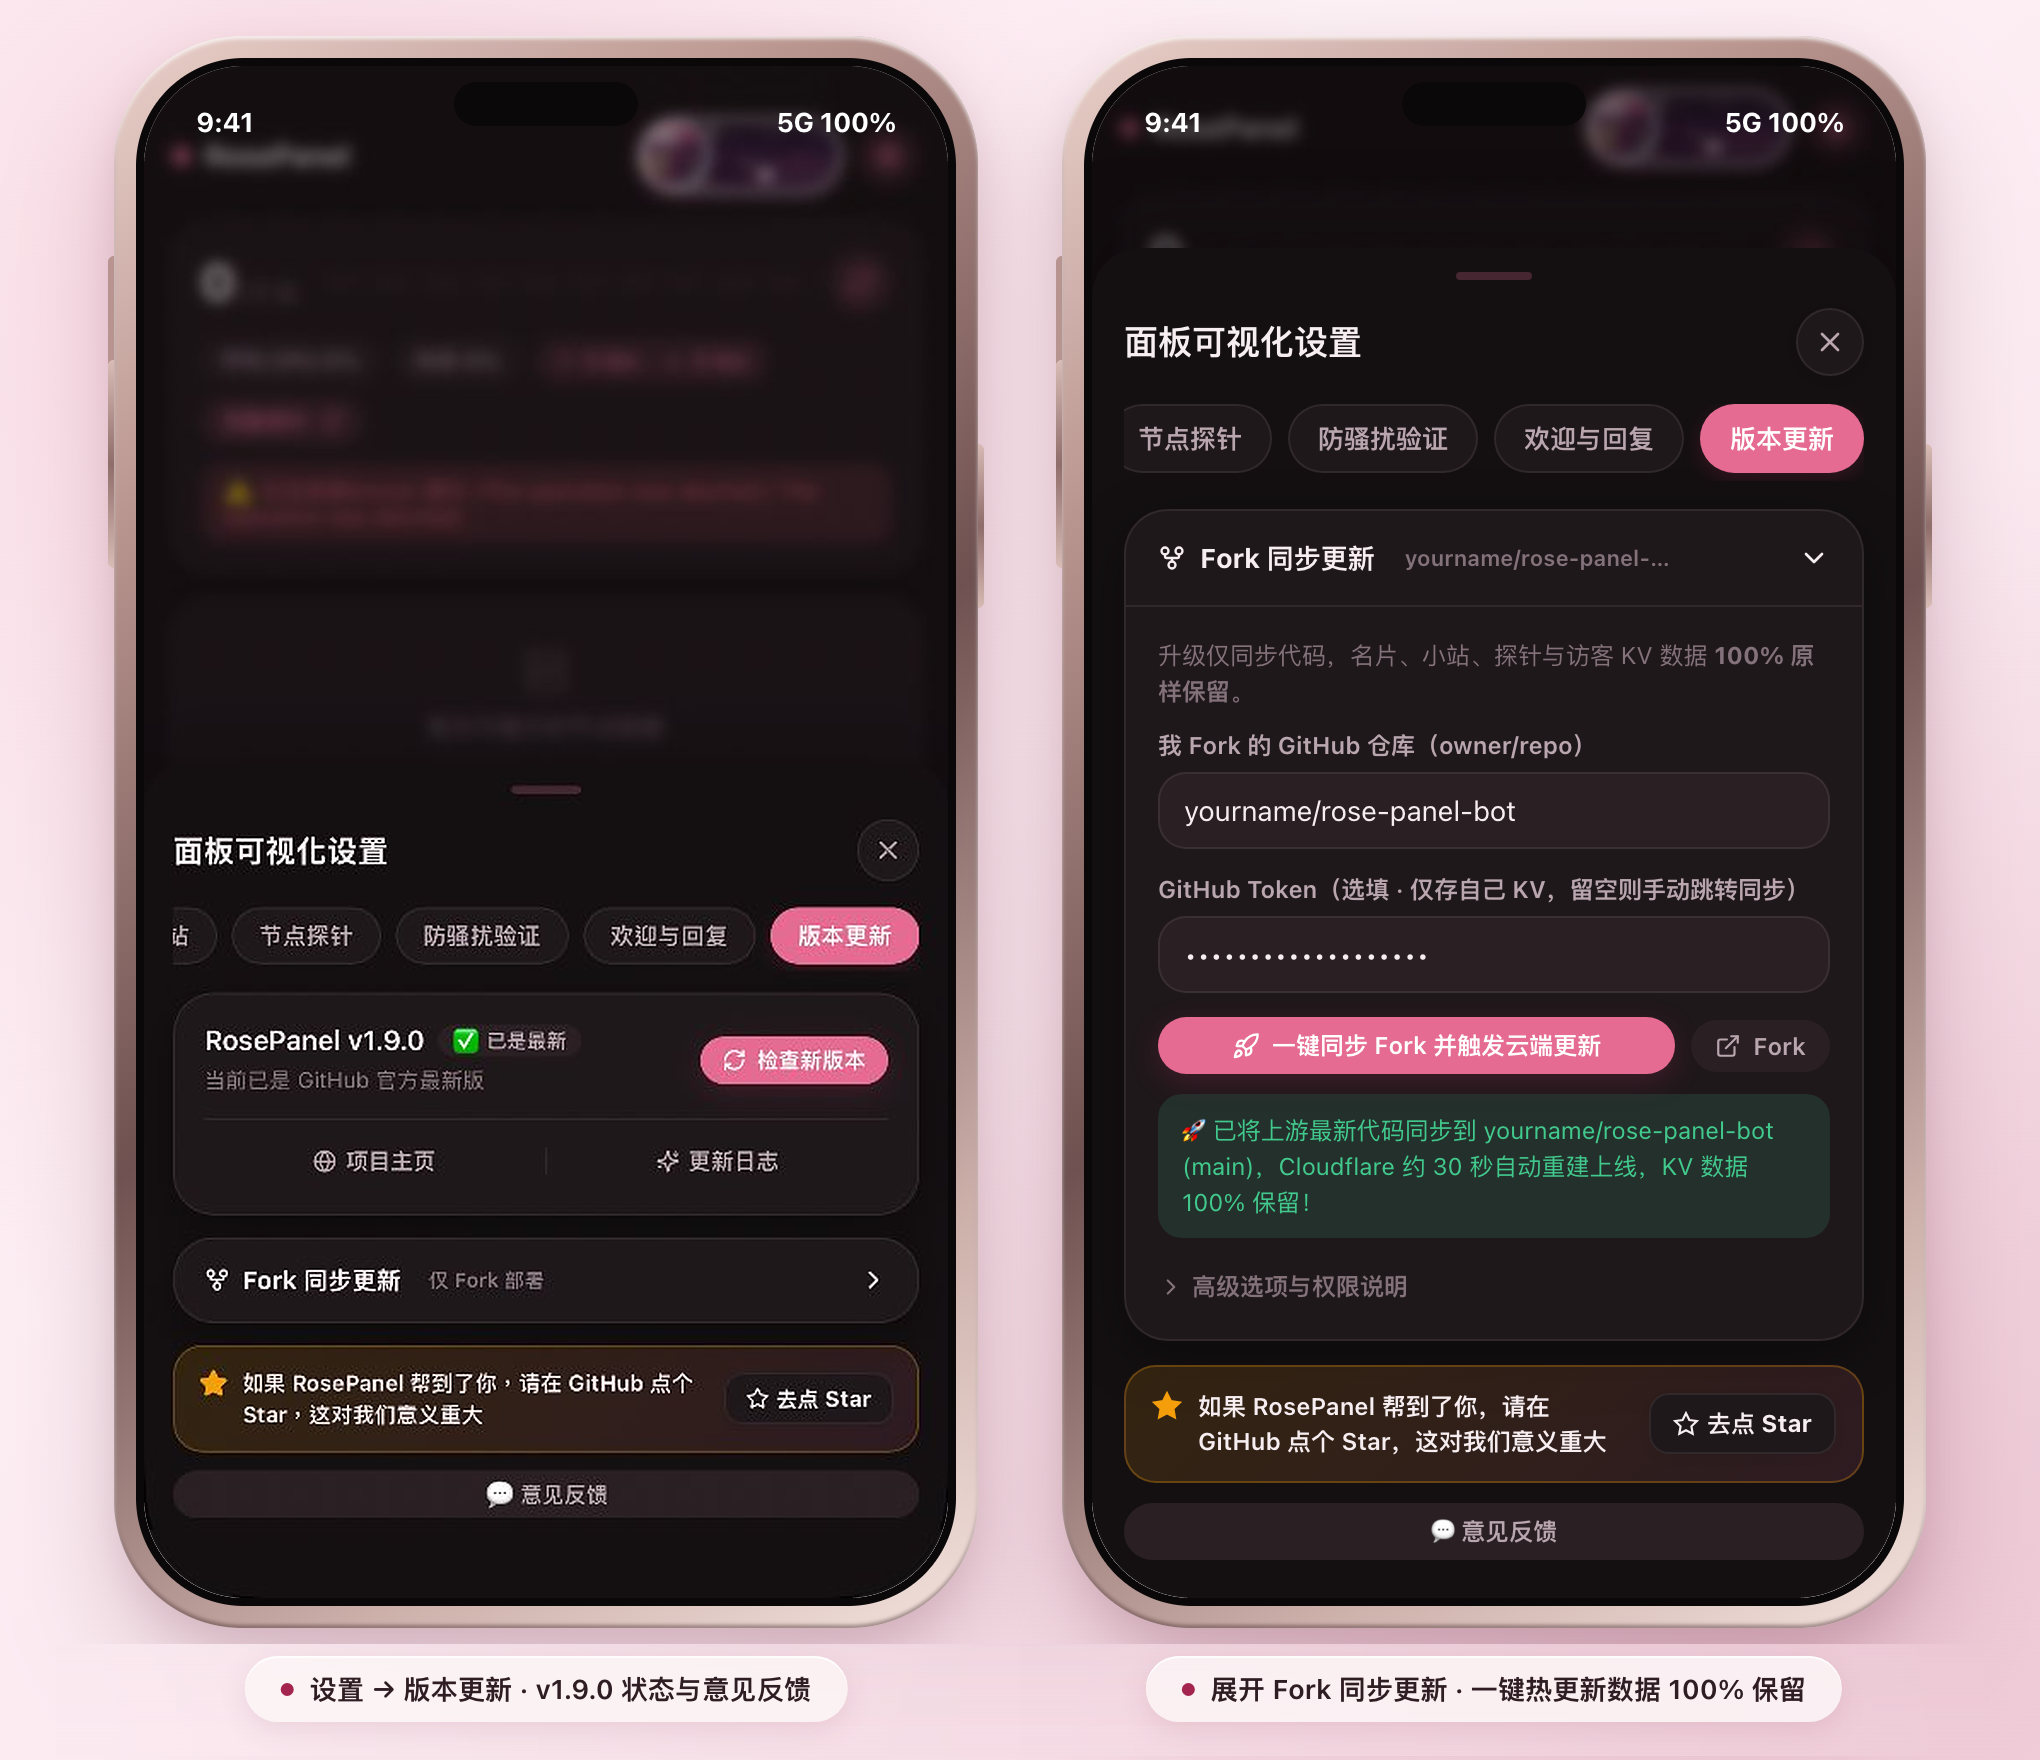 9:41
5G 100%
RosePanel
面板可视化设置
站
节点探针
防骚扰验证
欢迎与回复
版本更新
RosePanel v1.9.0
✅ 已是最新
当前已是 GitHub 官方最新版
检查新版本
项目主页
更新日志
Fork 同步更新
仅 Fork 部署
⭐ 如果 RosePanel 帮到了你，请在 GitHub 点个
Star，这对我们意义重大
去点 Star
💬 意见反馈
设置 → 版本更新 · v1.9.0 状态与意见反馈
9:41
5G 100%
面板可视化设置
节点探针
防骚扰验证
欢迎与回复
版本更新
Fork 同步更新
yourname/rose-panel-...
升级仅同步代码，名片、小站、探针与访客 KV 数据 100% 原
样保留。
我 Fork 的 GitHub 仓库（owner/repo）
yourname/rose-panel-bot
GitHub Token（选填 · 仅存自己 KV，留空则手动跳转同步）
•••••••••••••••••••
一键同步 Fork 并触发云端更新
Fork
🚀 已将上游最新代码同步到 yourname/rose-panel-bot
(main)，Cloudflare 约 30 秒自动重建上线，KV 数据
100% 保留！
高级选项与权限说明
⭐ 如果 RosePanel 帮到了你，请在
GitHub 点个 Star，这对我们意义重大
去点 Star
💬 意见反馈
展开 Fork 同步更新 · 一键热更新数据 100% 保留